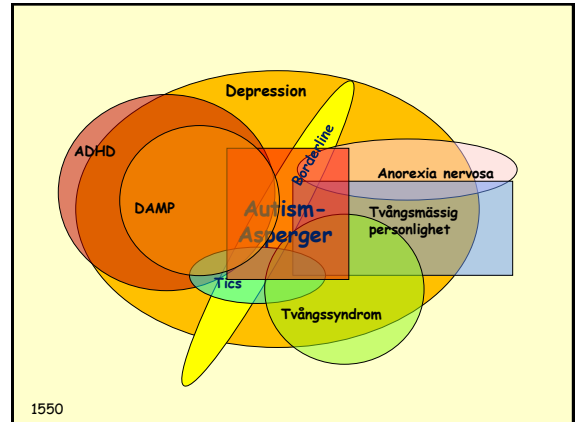 Depression
Borderline
ADHD
Anorexia nervosa
DAMP
Autism-
Asperger
Tvångsmässig
personlighet
Tics
Tvångssyndrom
1550